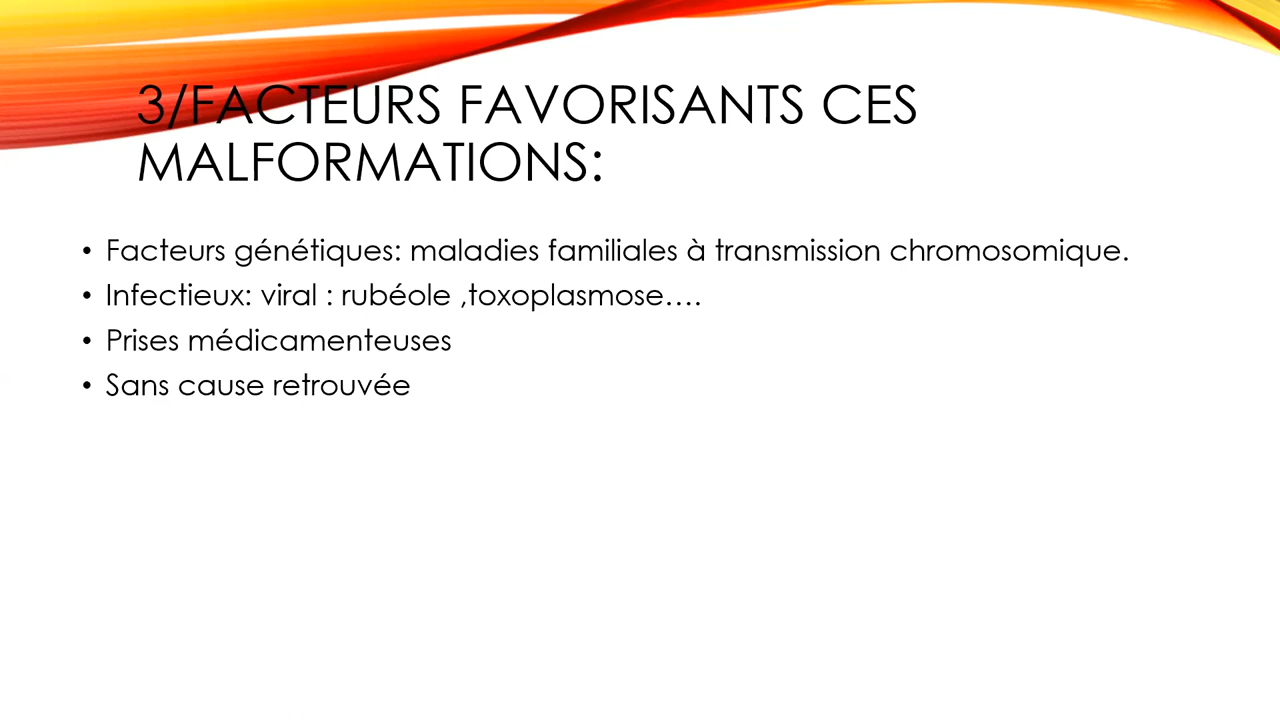 3/FACTEURS FAVORISANTS CES
MALFORMATIONS:
• Facteurs génétiques: maladies familiales à transmission chromosomique.
• Infectieux: viral : rubéole ,toxoplasmose….
• Prises médicamenteuses
• Sans cause retrouvée